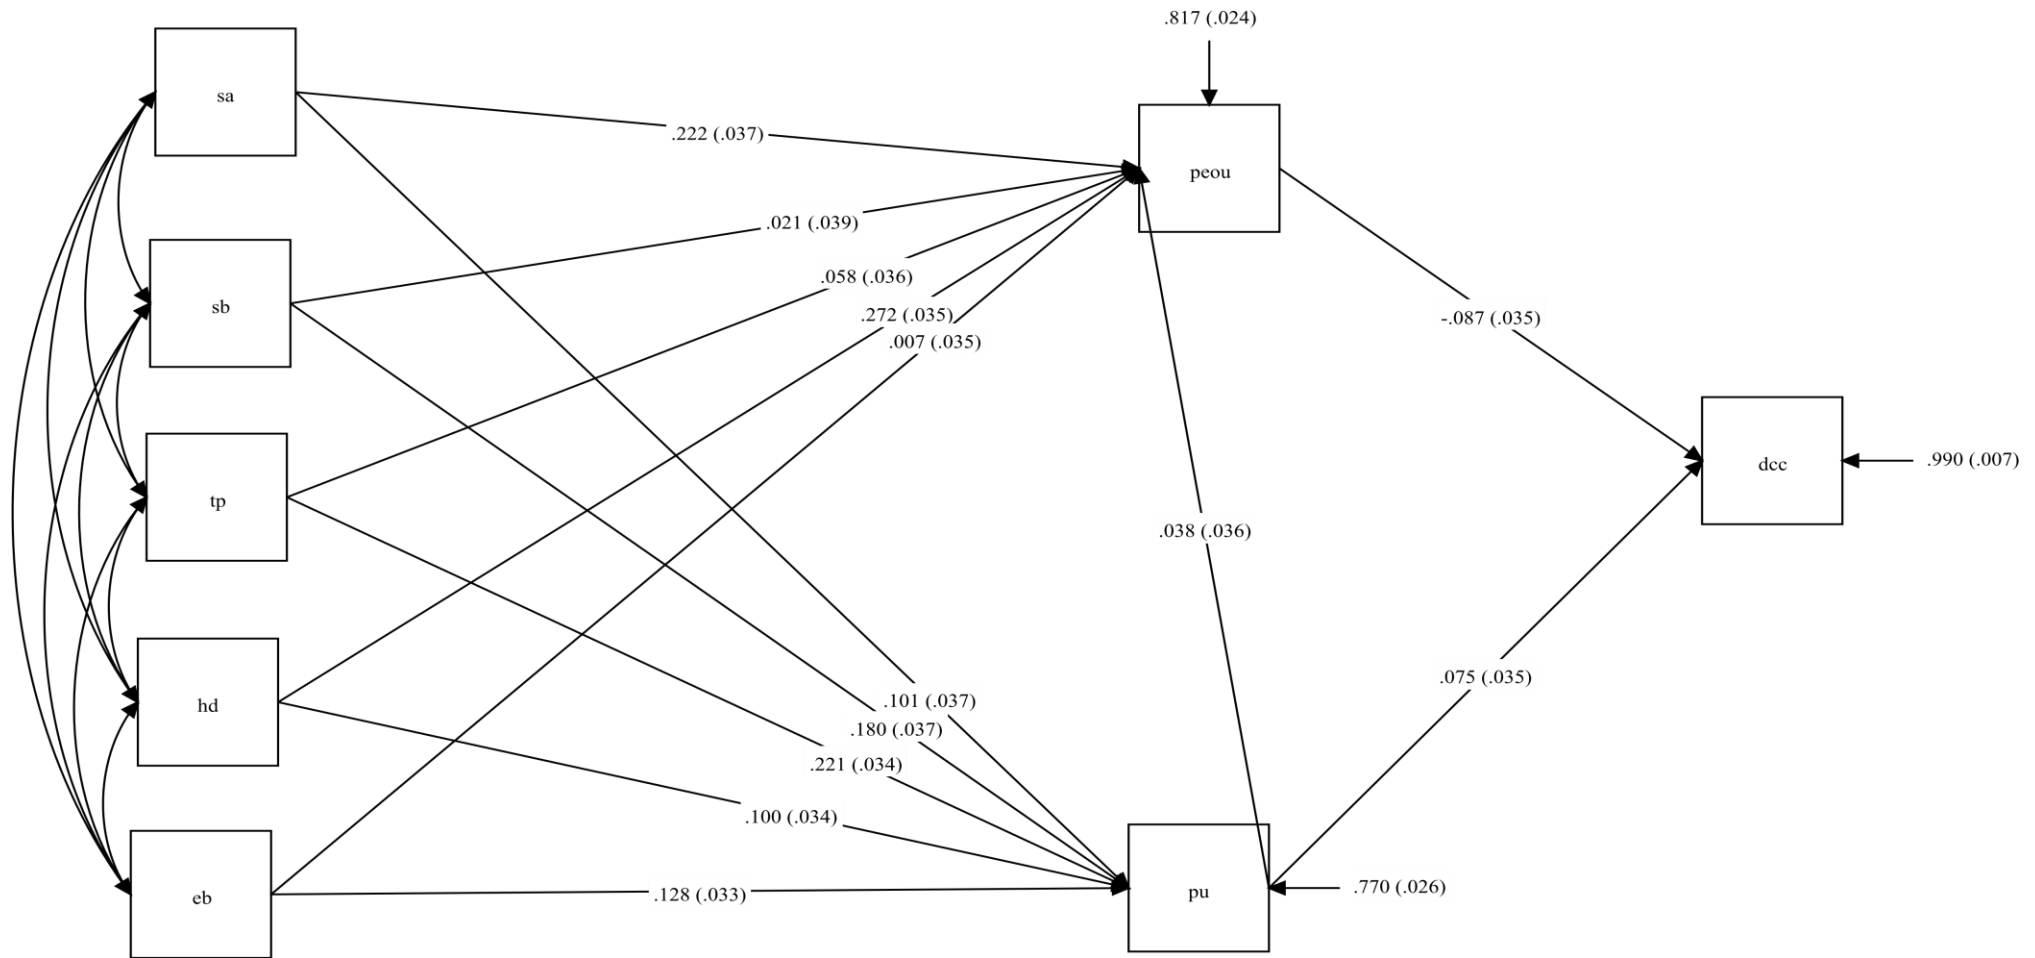 .817 (.024)
sa
.222 (.037)
peou
.021 (.039)
.058 (.036)
sb
.272 (.035)
-.087 (.035)
.007 (.035)
dcc
.990 (.007)
tp
.038 (.036)
.075 (.035)
.101 (.037)
hd
.180 (.037)
.221 (.034)
.100 (.034)
eb
.128 (.033)
pu
.770 (.026)